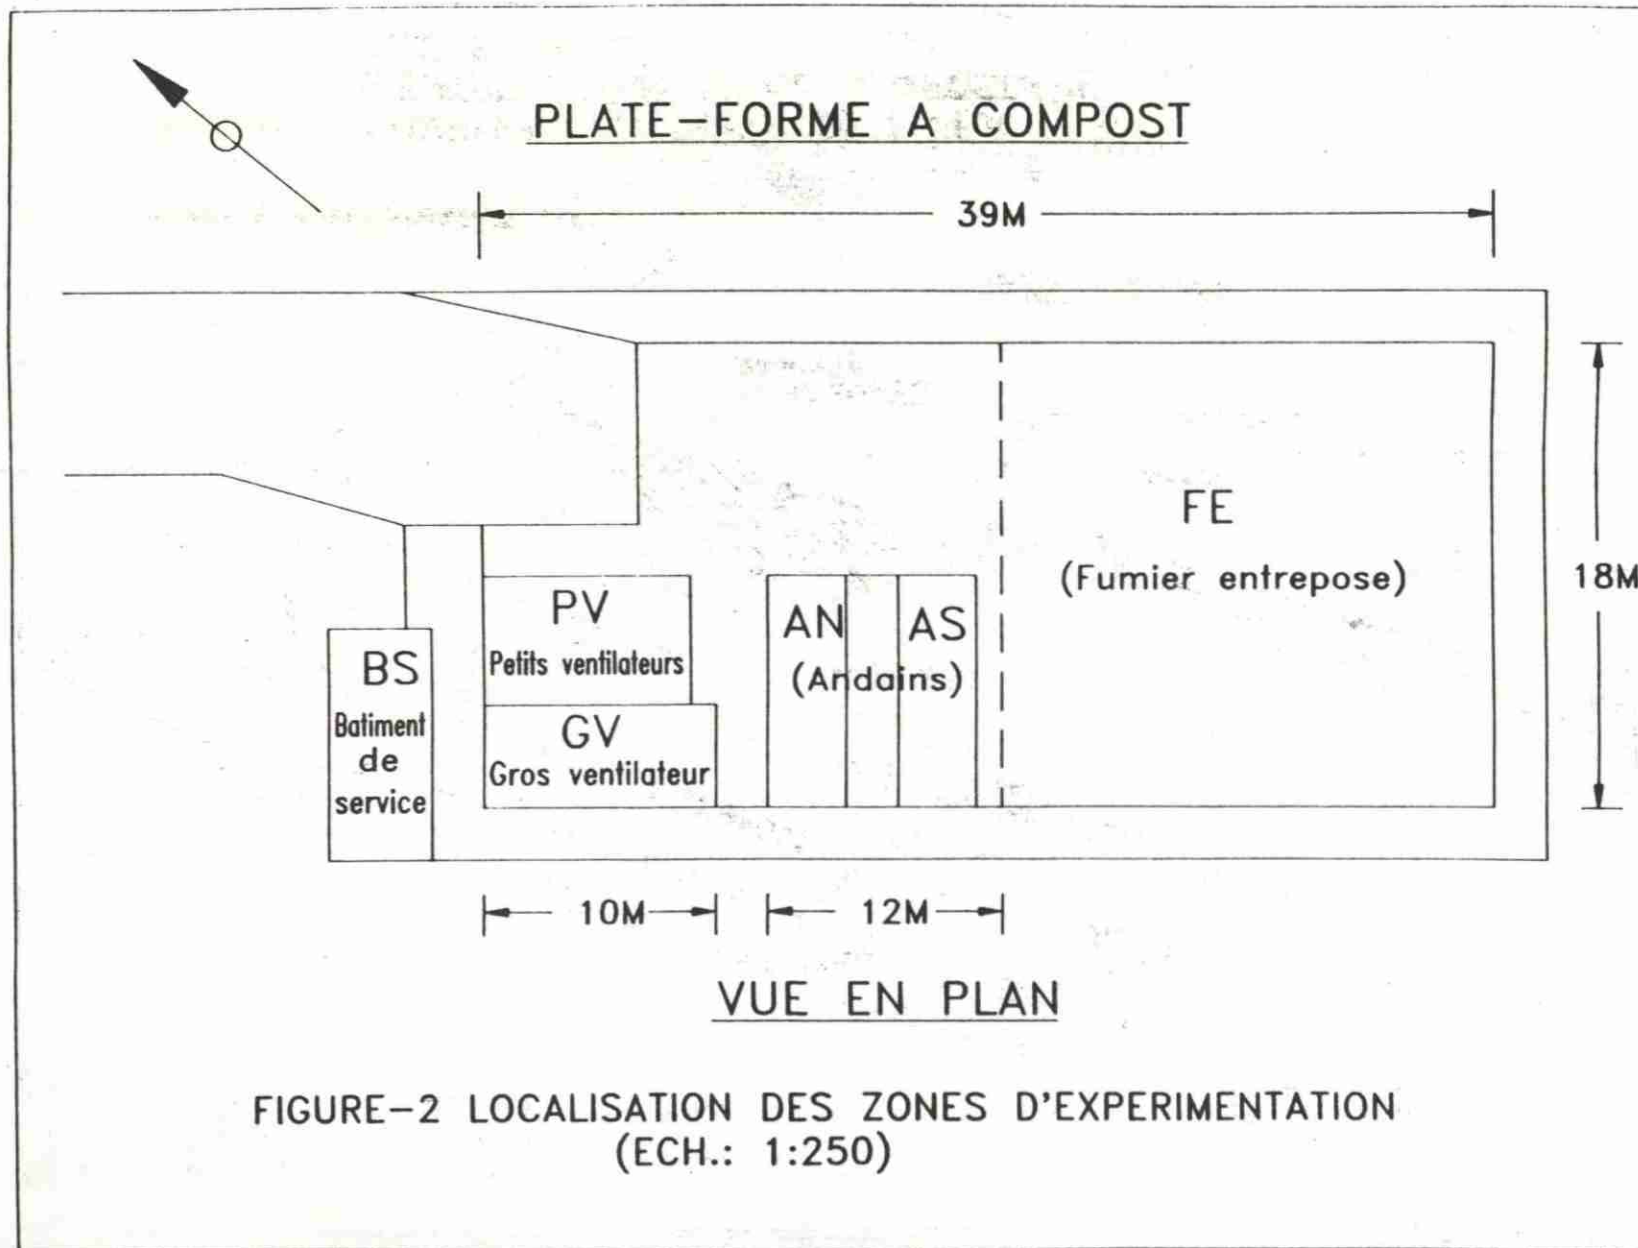 PLATE-FORME A COMPOST
39M
FE
(Fumier entrepose)
18M
PV
Petits ventilateurs
AN AS
(Andains)
BS
Batiment
de
service
GV
Gros ventilateur
10M
12M
VUE EN PLAN
FIGURE-2 LOCALISATION DES ZONES D'EXPERIMENTATION
(ECH.: 1:250)